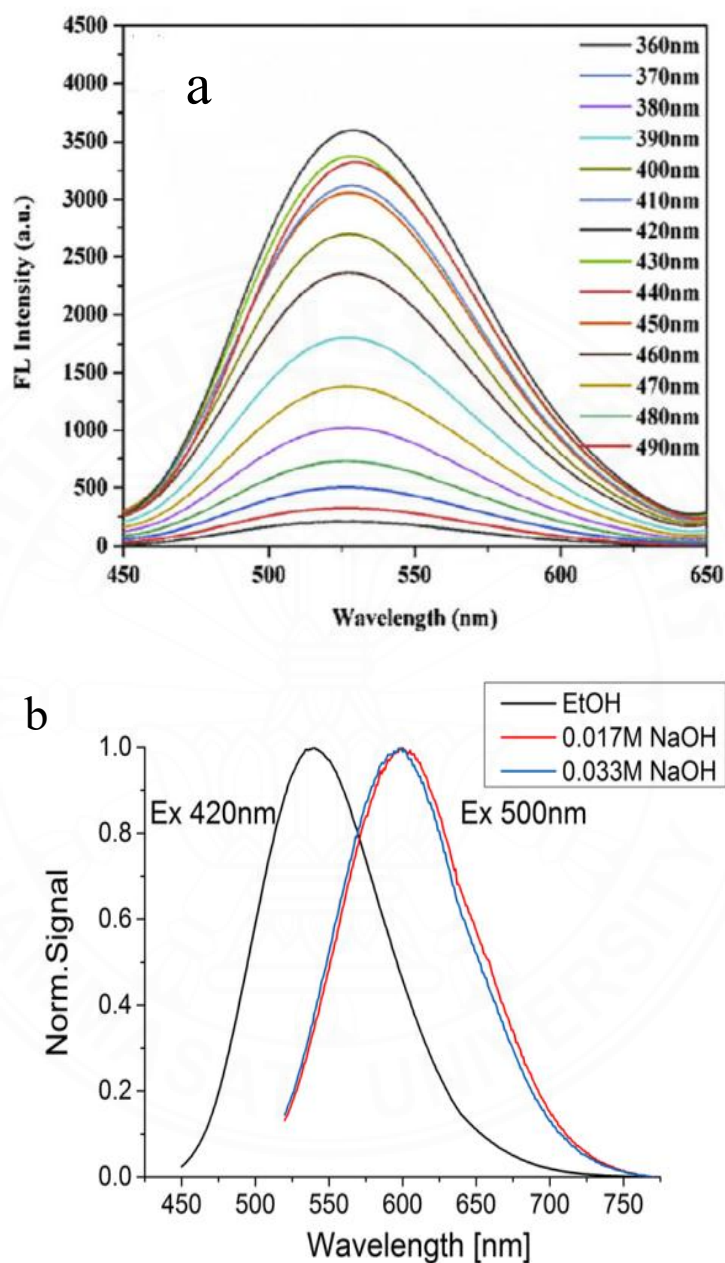 a
4500
4000
3500
3000
2500
2000
1500
1000
500
0
FL Intensity (a.u.)
450
500
550
600
650
Wavelength (nm)
360nm
370nm
380nm
390nm
400nm
410nm
420nm
430nm
440nm
450nm
460nm
470nm
480nm
490nm
b
EtOH
0.017M NaOH
0.033M NaOH
Ex 420nm
Ex 500nm
1.0
0.8
0.6
0.4
0.2
0.0
Norm.Signal
450
500
550
600
650
700
750
Wavelength [nm]